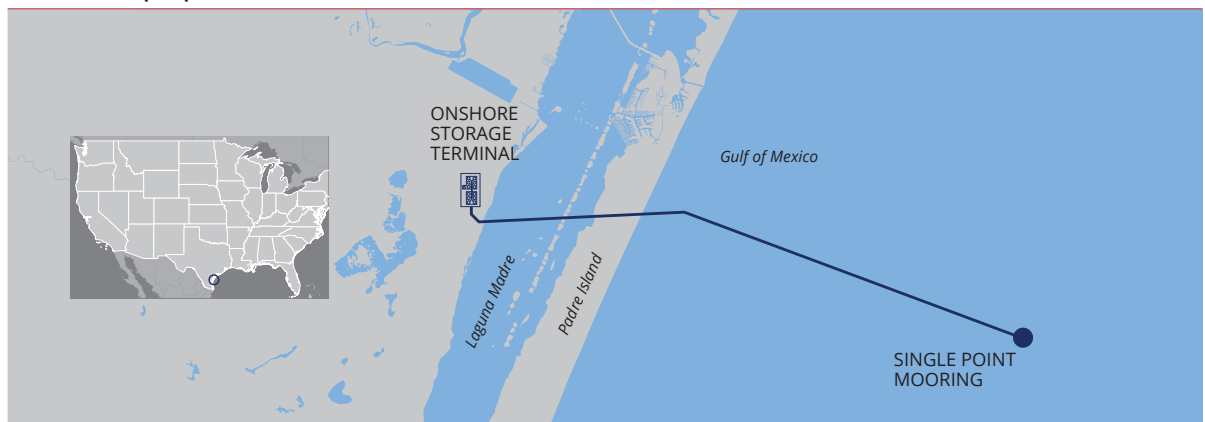 ONSHORE
STORAGE
TERMINAL
Gulf of Mexico
Laguna Madre
Padre Island
SINGLE POINT
MOORING